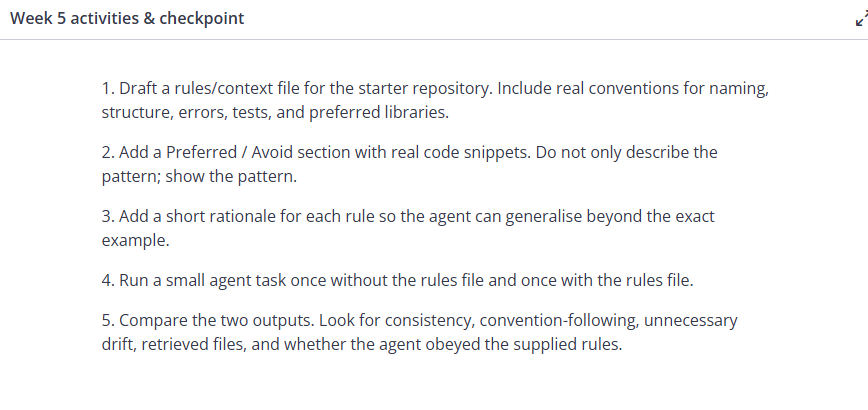 Week 5 activities & checkpoint
1. Draft a rules/context file for the starter repository. Include real conventions for naming,
structure, errors, tests, and preferred libraries.
2. Add a Preferred / Avoid section with real code snippets. Do not only describe the
pattern; show the pattern.
3. Add a short rationale for each rule so the agent can generalise beyond the exact
example.
4. Run a small agent task once without the rules file and once with the rules file.
5. Compare the two outputs. Look for consistency, convention-following, unnecessary
drift, retrieved files, and whether the agent obeyed the supplied rules.